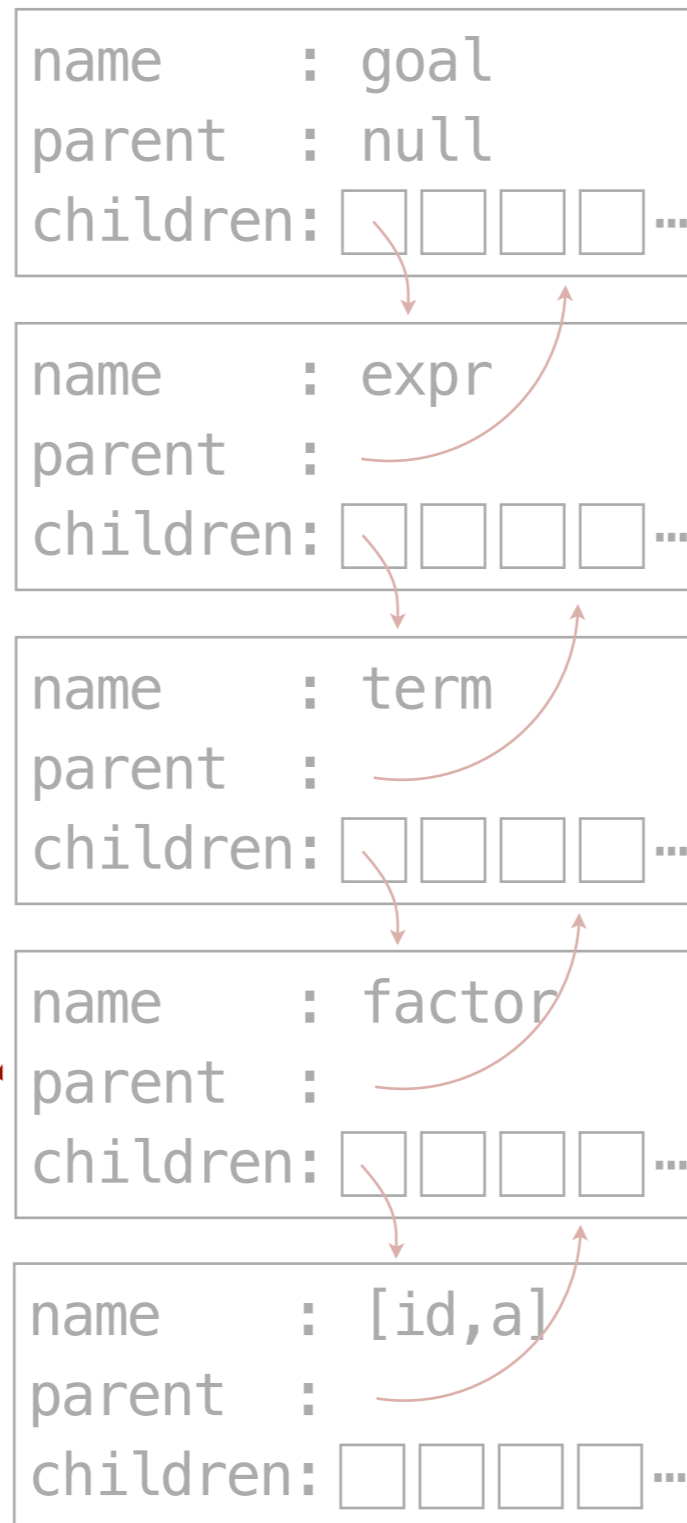 name : goal
parent : null
children: …
name : expr
parent :
children: …
name : term
parent :
children: …
name : factor
parent :
children: …
name : [id,a]
parent :
children: …